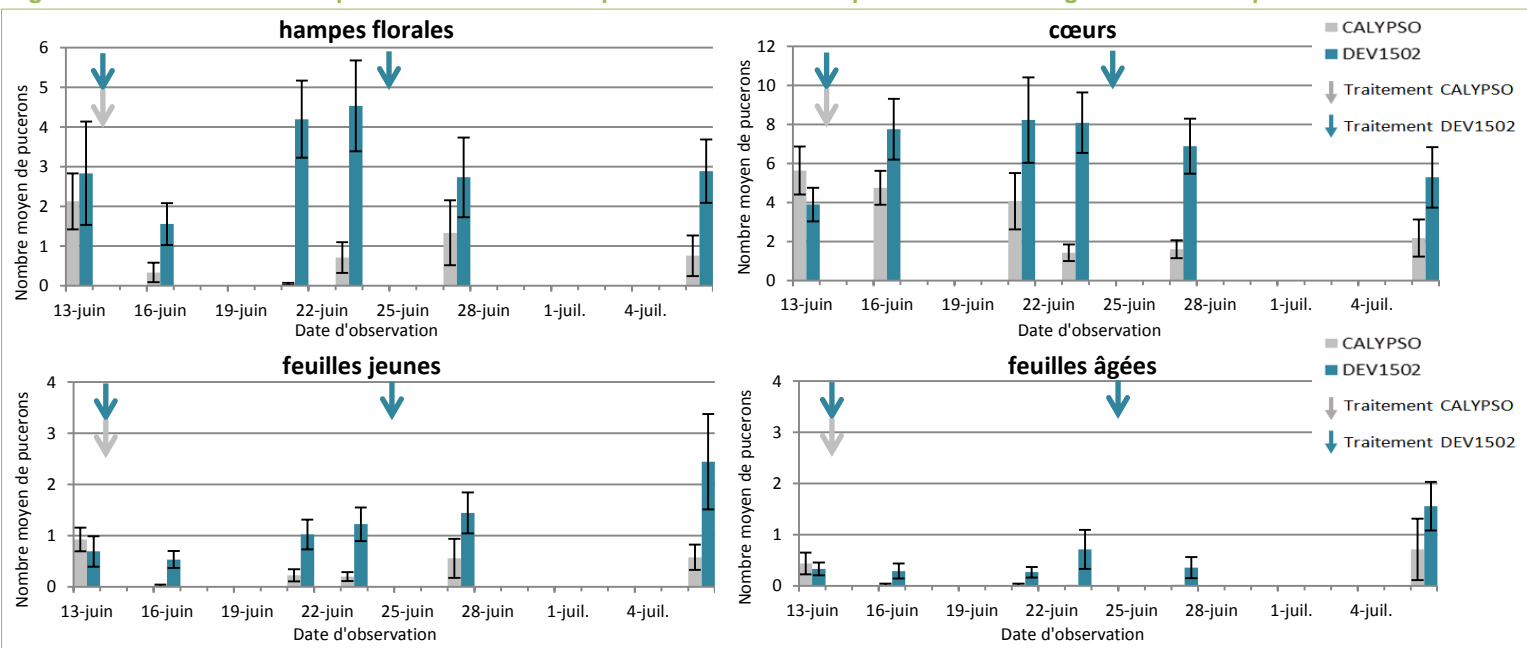 hampes florales
Nombre moyen de pucerons
6
5
4
3
2
1
0
13-juin 16-juin 19-juin 22-juin 25-juin 28-juin 1-juil. 4-juil.
Date d'observation
cœurs
Nombre moyen de pucerons
12
10
8
6
4
2
0
13-juin 16-juin 19-juin 22-juin 25-juin 28-juin 1-juil. 4-juil.
Date d'observation
CALYPSO
DEV1502
Traitement CALYPSO
Traitement DEV1502
feuilles jeunes
Nombre moyen de pucerons
4
3
2
1
0
13-juin 16-juin 19-juin 22-juin 25-juin 28-juin 1-juil. 4-juil.
Date d'observation
feuilles âgées
Nombre moyen de pucerons
4
3
2
1
0
13-juin 16-juin 19-juin 22-juin 25-juin 28-juin 1-juil. 4-juil.
Date d'observation
CALYPSO
DEV1502
Traitement CALYPSO
Traitement DEV1502